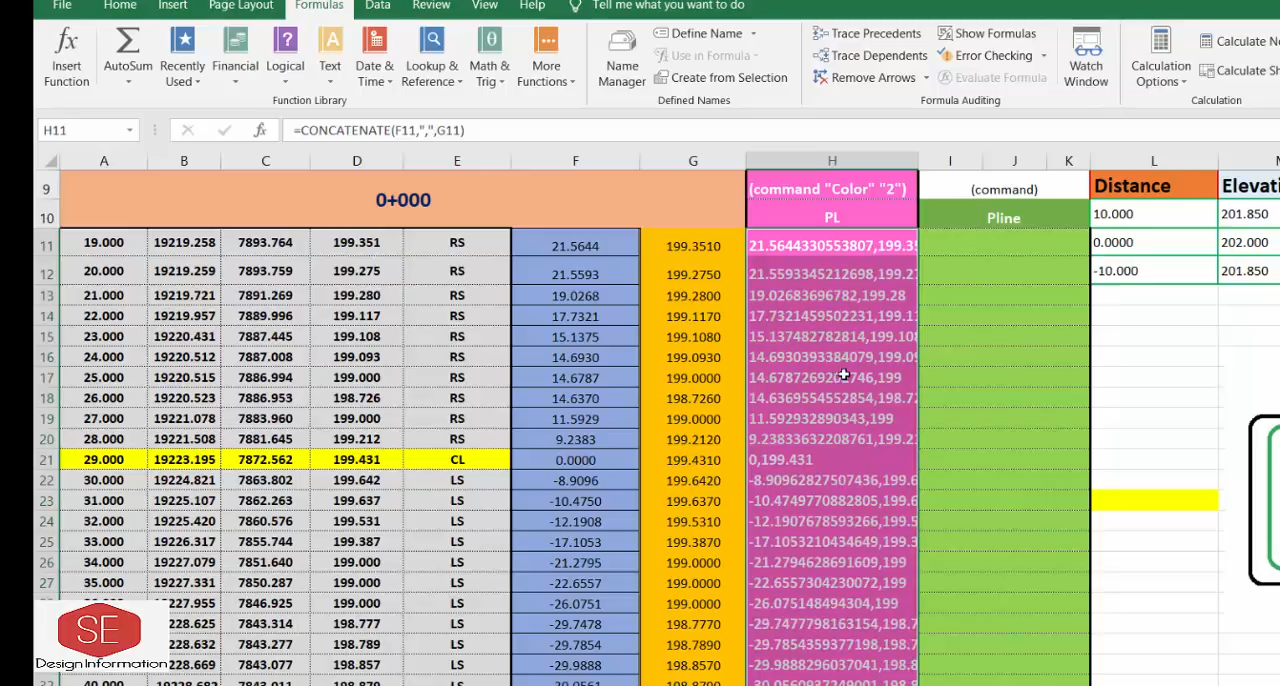 File Home Insert Page Layout Formulas Data Review View Help Tell me what you want to do
fx Insert Function
AutoSum
Recently Used
Financial
Logical
Text
Date & Time
Lookup & Reference
Math & Trig
More Functions
Function Library
Name Manager
Define Name
Use in Formula
Create from Selection
Defined Names
Trace Precedents
Trace Dependents
Remove Arrows
Show Formulas
Error Checking
Evaluate Formula
Formula Auditing
Watch Window
Calculation Options
Calculate
Calculate
Calculation
H11 fx =CONCATENATE(F11,",",G11)
A B C D E F G H I J K L
9 0+000 (command "Color" "2") (command) Distance
10 PL Pline 10.000 201.850
11 19.000 19219.258 7893.764 199.351 RS 21.5644 199.3510 21.5644330553807,199.35 0.0000 202.000
12 20.000 19219.259 7893.759 199.275 RS 21.5593 199.2750 21.5593345212698,199.2 -10.000 201.850
13 21.000 19219.721 7891.269 199.280 RS 19.0268 199.2800 19.02683696782,199.28
14 22.000 19219.957 7889.996 199.117 RS 17.7321 199.1170 17.7321459502231,199.1
15 23.000 19220.431 7887.445 199.108 RS 15.1375 199.1080 15.137482782814,199.108
16 24.000 19220.512 7887.008 199.093 RS 14.6930 199.0930 14.6930393384079,199.09
17 25.000 19220.515 7886.994 199.000 RS 14.6787 199.0000
18 26.000 19220.523 7886.953 198.726 RS 14.6370 198.7260 14.6369554552854,198.7
19 27.000 19221.078 7883.960 199.000 RS 11.5929 199.0000 11.592932890343,199
20 28.000 19221.508 7881.645 199.212 RS 9.2383 199.2120 9.23833632208761,199.2
21 29.000 19223.195 7872.562 199.431 CL 0.0000 199.4310 0,199.431
22 30.000 19224.821 7863.802 199.642 LS -8.9096 199.6420 -8.90962827507436,199.6
23 31.000 19225.107 7862.263 199.637 LS -10.4750 199.6370 -10.4749770882805,199.6
24 32.000 19225.420 7860.576 199.531 LS -12.1908 199.5310 -12.1907678593266,199.5
25 33.000 19226.317 7855.744 199.387 LS -17.1053 199.3870 -17.1053210434649,199.3
26 34.000 19227.079 7851.640 199.000 LS -21.2795 199.0000 -21.2794628691609,199
27 35.000 19227.331 7850.287 199.000 LS -22.6557 199.0000 -22.6557304230072,199
7846.925 199.000 LS -26.0751 199.0000 -26.075148494304,199
7843.314 198.777 LS -29.7478 198.7770 -29.7477798163154,198.7
7843.277 198.789 LS -29.7854 198.7890 -29.7854359377198,198.7
7843.077 198.857 LS -29.9888 198.8570 -29.9888296037041,198.8
SE
Design Information